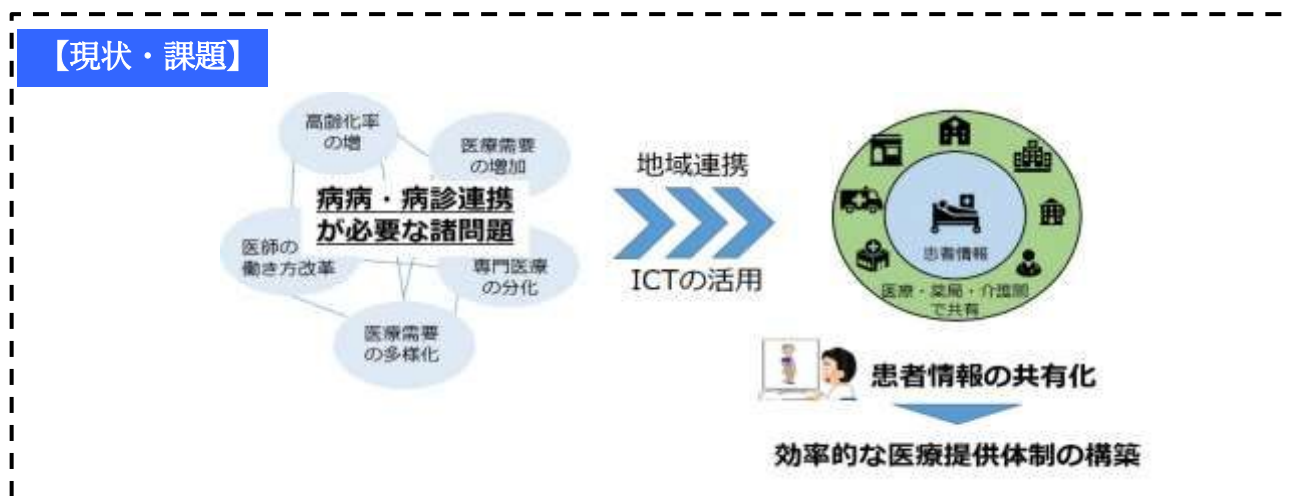 【現状・課題】
高齢化率
の増
医療需要
の増加
病病・病診連携
が必要な諸問題
医師の
働き方改革
専門医療
の分化
医療需要
の多様化
地域連携
ICTの活用
患者情報
医療・薬局・介護間
で共有
患者情報の共有化
効率的な医療提供体制の構築